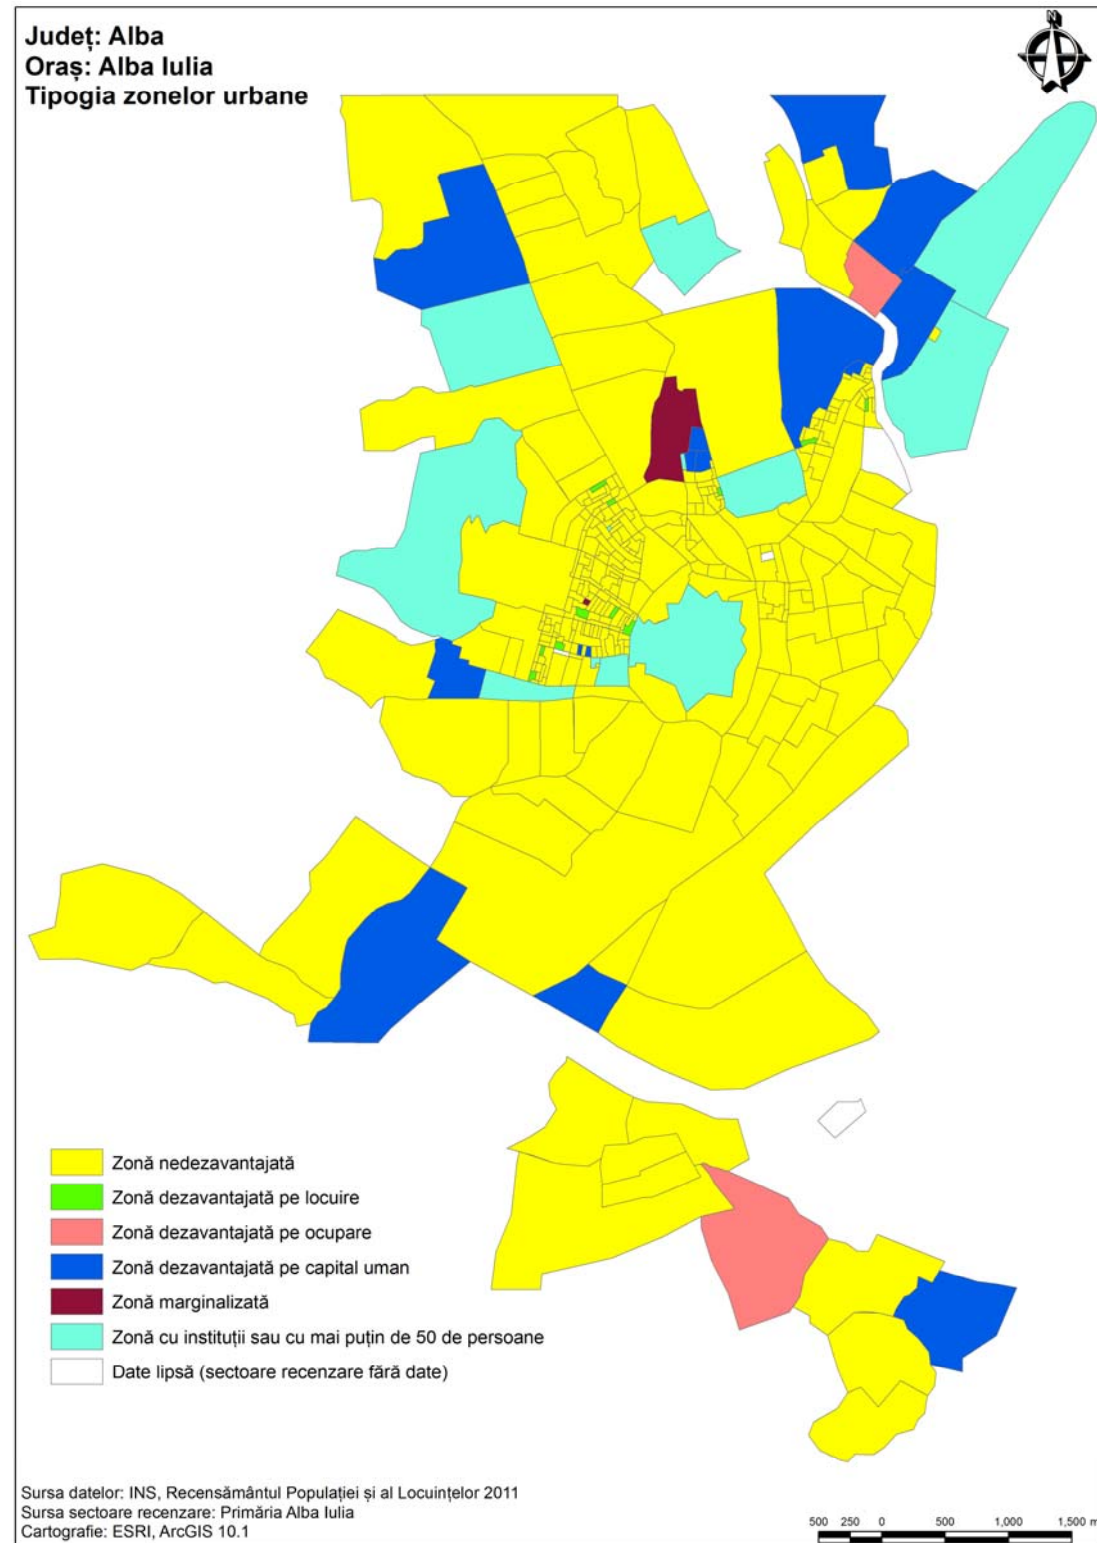 Județ: Alba
Oraș: Alba Iulia
Tipogia zonelor urbane
N
Zonă nedezavantajată
Zonă dezavantajată pe locuire
Zonă dezavantajată pe ocupare
Zonă dezavantajată pe capital uman
Zonă marginalizată
Zonă cu instituții sau cu mai puțin de 50 de persoane
Date lipsă (sectoare recenzare fără date)
Sursa datelor: INS, Recensământul Populației și al Locuințelor 2011
Sursa sectoare recenzare: Primăria Alba Iulia
Cartografie: ESRI, ArcGIS 10.1
500 250 0 500 1,000 1,500 m